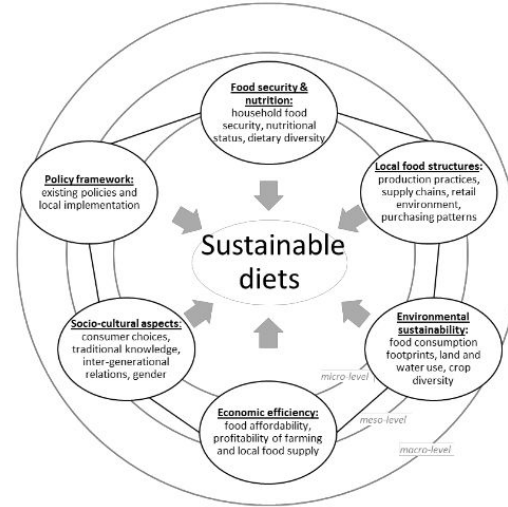 Food security &
nutrition:
household food
security, nutritional
status, dietary diversity
Policy framework:
existing policies and
local implementation
Local food structures:
production practices,
supply chains, retail
environment,
purchasing patterns
Sustainable
diets
Socio-cultural aspects:
consumer choices,
traditional knowledge,
inter-generational
relations, gender
Environmental
sustainability:
food consumption
footprints, land and
water use, crop
diversity
Economic efficiency:
food affordability,
profitability of farming
and local food supply
micro-level
meso-level
macro-level